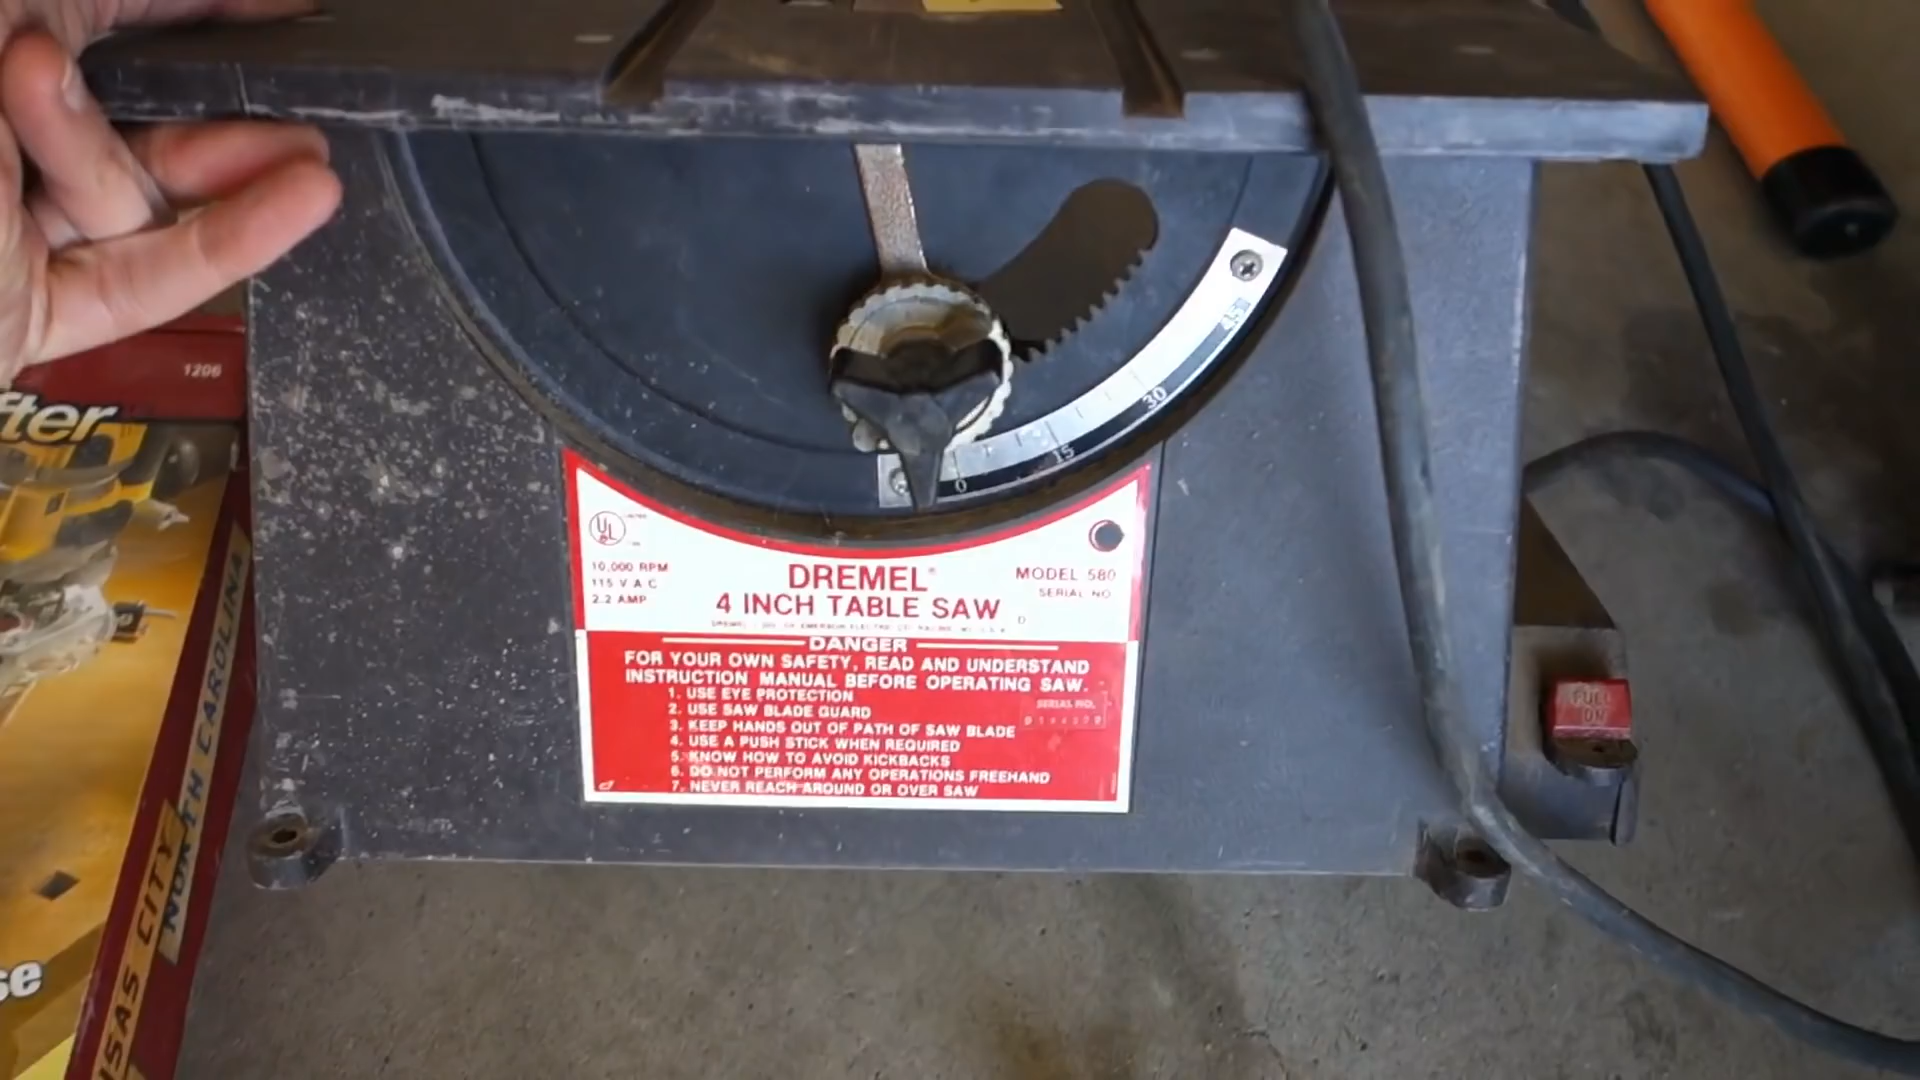 1206
fter
45
30
15
0
UL
10,000 RPM
115 V A C
2.2 AMP
DREMEL®
4 INCH TABLE SAW
D
MODEL 580
SERIAL NO
DANGER
FOR YOUR OWN SAFETY, READ AND UNDERSTAND
INSTRUCTION MANUAL BEFORE OPERATING SAW.
1. USE EYE PROTECTION
2. USE SAW BLADE GUARD
3. KEEP HANDS OUT OF PATH OF SAW BLADE
4. USE A PUSH STICK WHEN REQUIRED
5. KNOW HOW TO AVOID KICKBACKS
6. DO NOT PERFORM ANY OPERATIONS FREEHAND
7. NEVER REACH AROUND OR OVER SAW
SERIAL NO.
PULL
ON
NORTH CAROLINA
SAS CITY
se